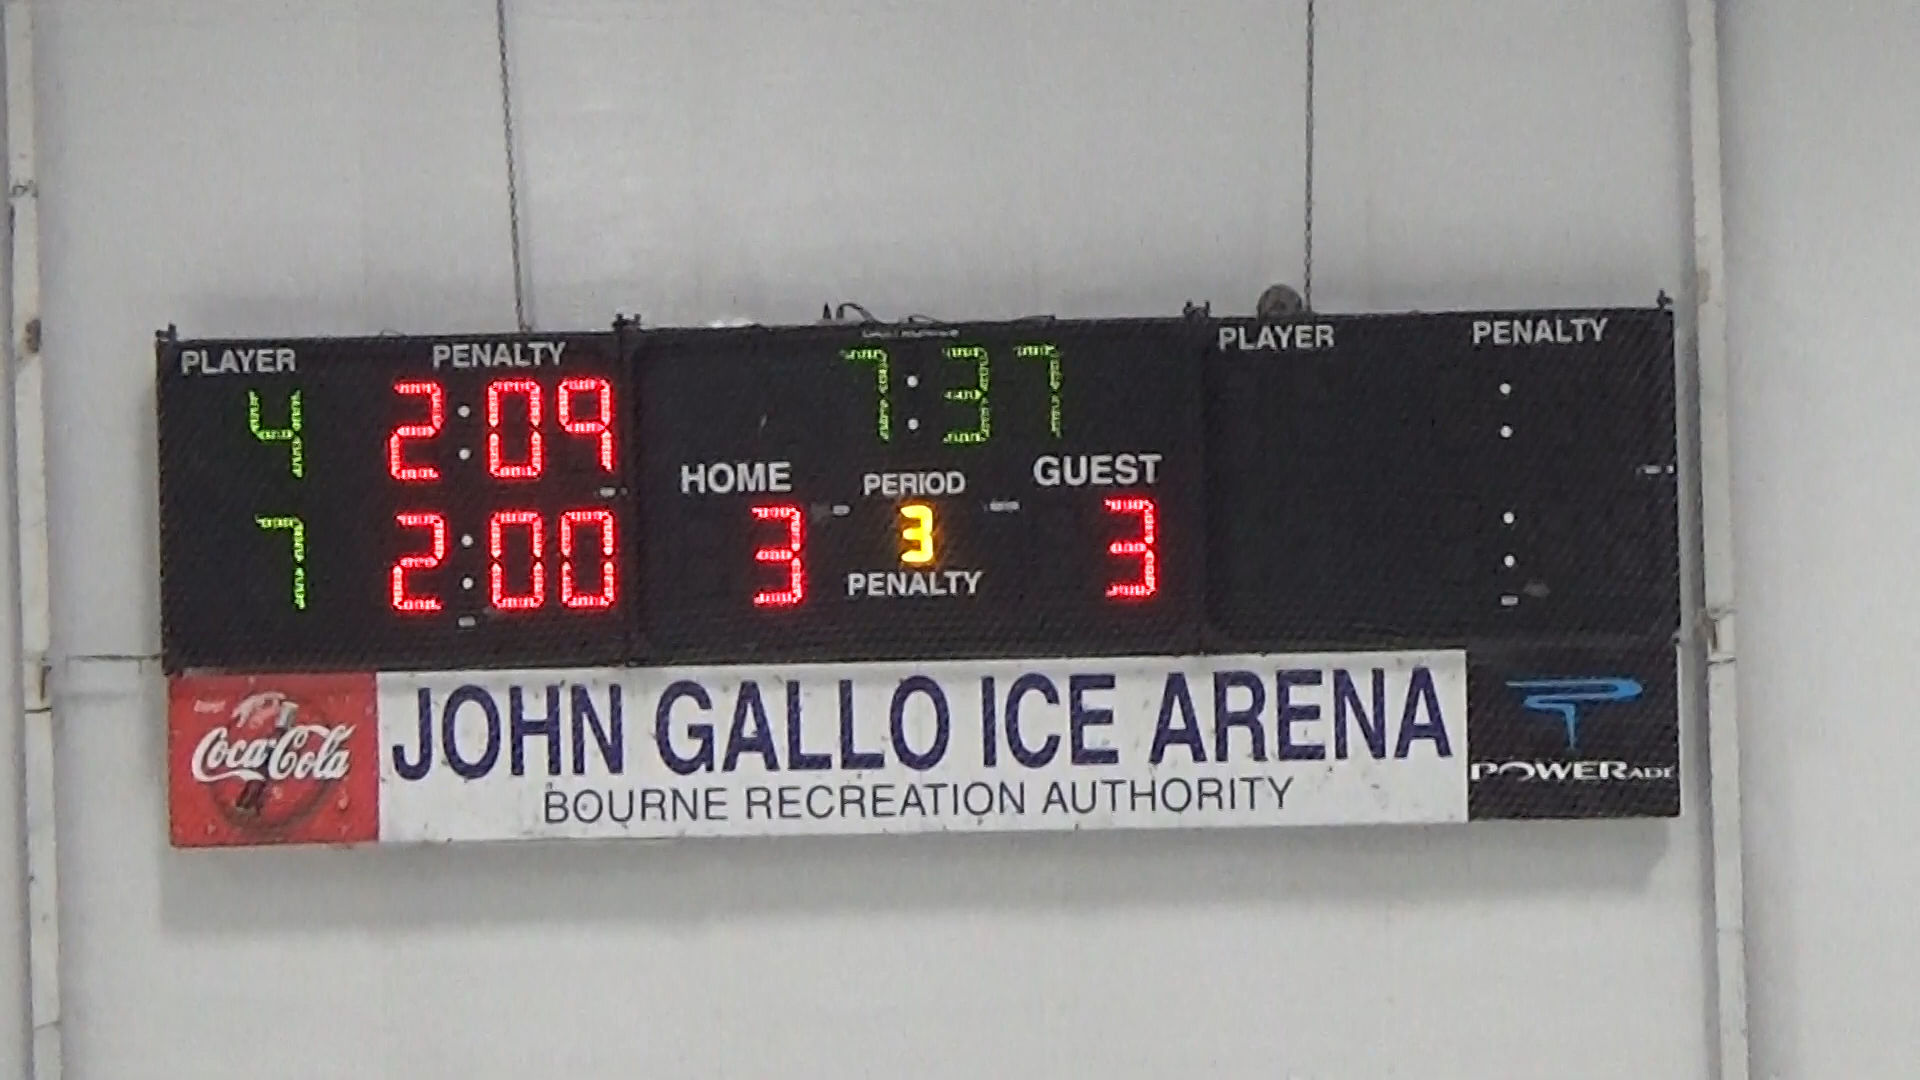 PLAYER PENALTY
4 2:09
7 2:00
7:37
HOME PERIOD GUEST
3 3 3
PENALTY
PLAYER PENALTY
Coca-Cola
JOHN GALLO ICE ARENA
BOURNE RECREATION AUTHORITY
POWERADE